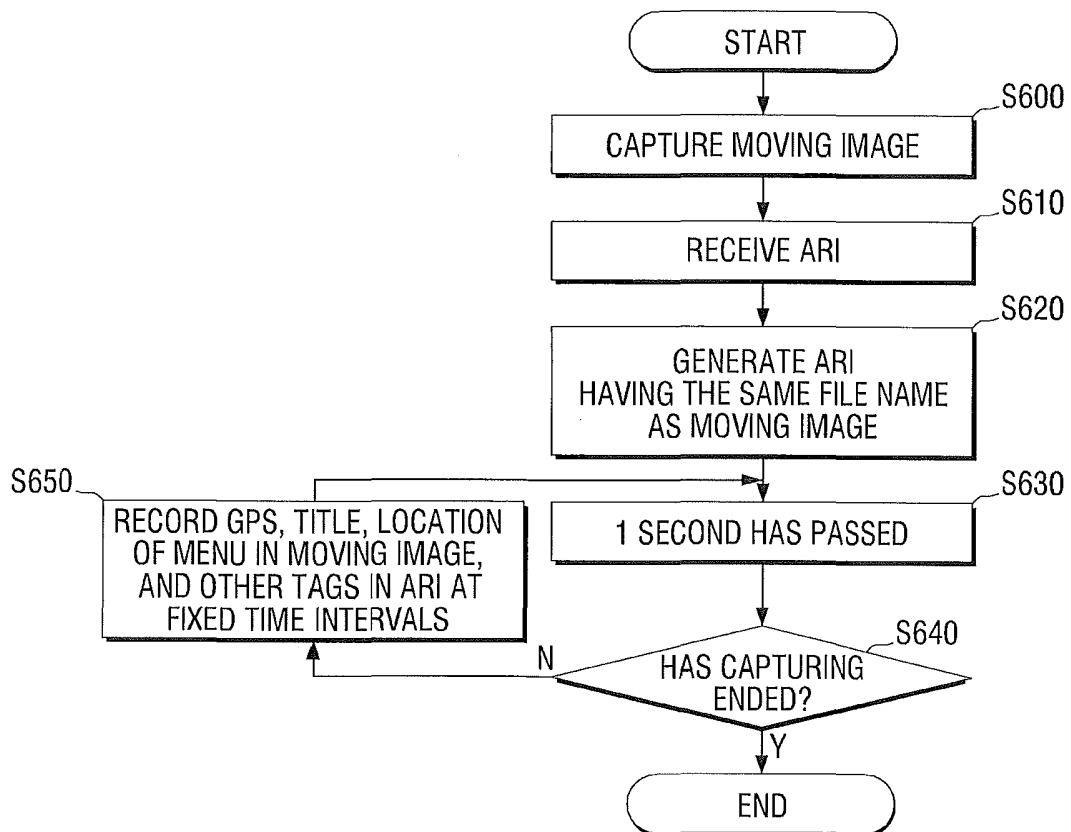 START
S600
CAPTURE MOVING IMAGE
S610
RECEIVE ARI
S620
GENERATE ARI
HAVING THE SAME FILE NAME
AS MOVING IMAGE
S630
1 SECOND HAS PASSED
S640
HAS CAPTURING
ENDED?
N
S650
RECORD GPS, TITLE, LOCATION
OF MENU IN MOVING IMAGE,
AND OTHER TAGS IN ARI AT
FIXED TIME INTERVALS
Y
END